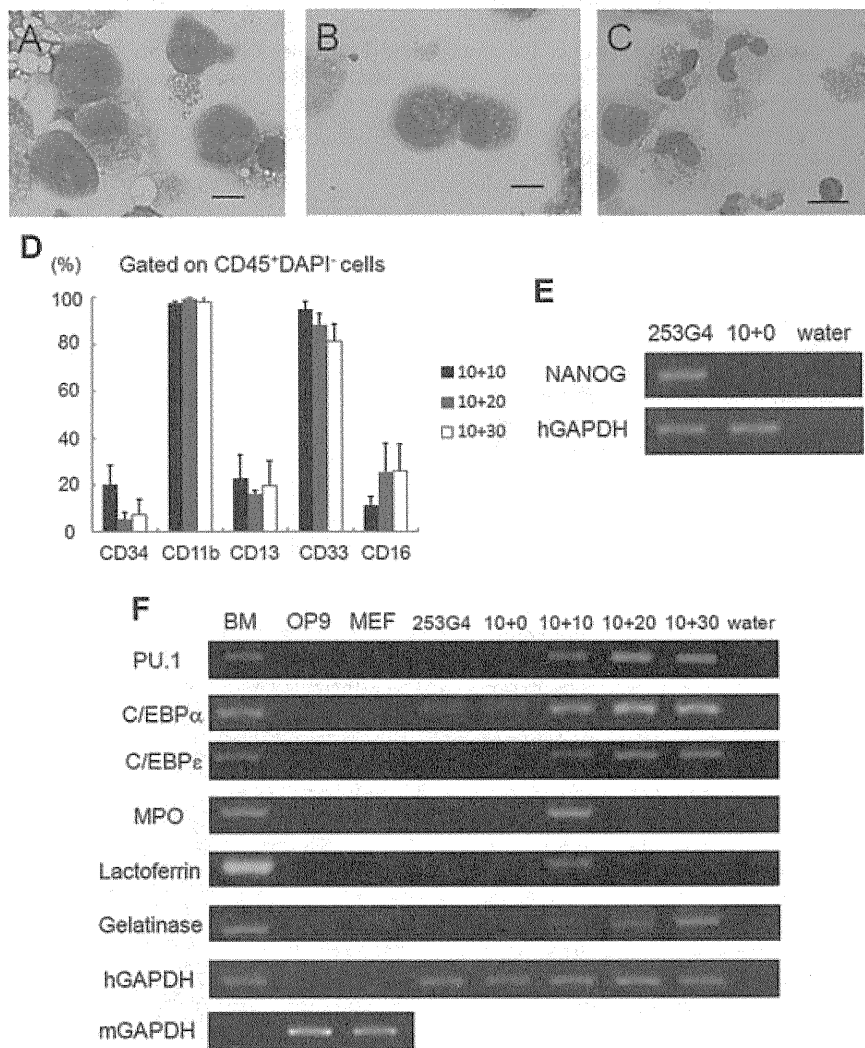 A
B
C
D
(%)
Gated on CD45⁺DAPI⁻ cells
100
80
60
40
20
0
CD34 CD11b CD13 CD33 CD16
10+10
10+20
10+30
E
253G4 10+0 water
NANOG
hGAPDH
F
BM OP9 MEF 253G4 10+0 10+10 10+20 10+30 water
PU.1
C/EBPα
C/EBPε
MPO
Lactoferrin
Gelatinase
hGAPDH
mGAPDH